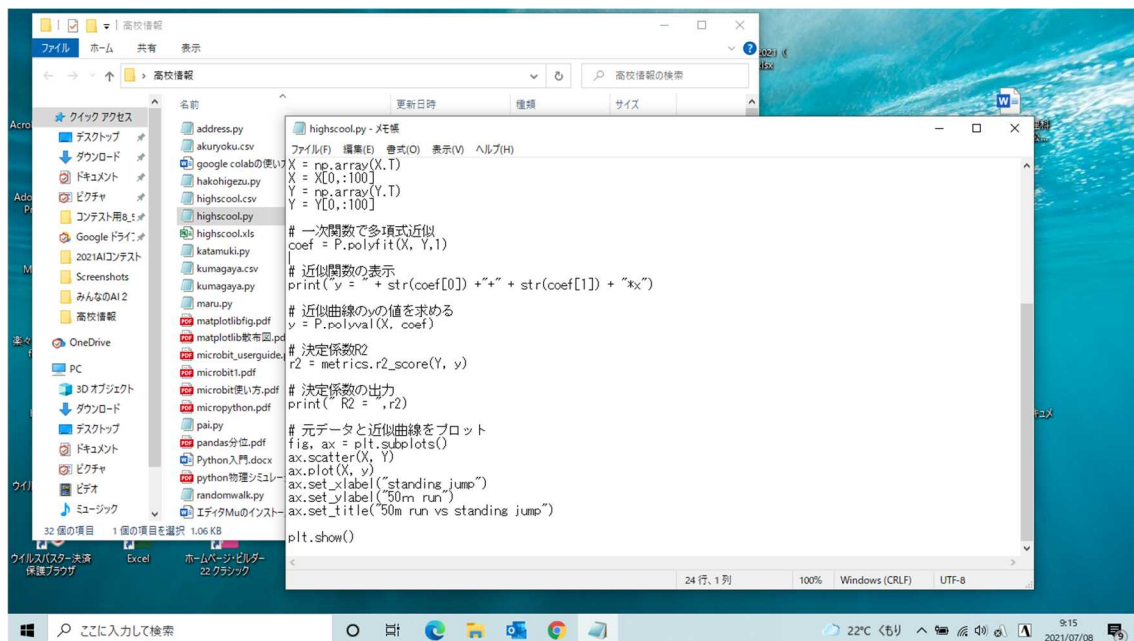 高校情報
ファイル ホーム 共有 表示
高校情報
高校情報の検索
名前 更新日時 種類 サイズ
クイック アクセス
デスクトップ
ダウンロード
ドキュメント
ピクチャ
コンテスト用8_5
Google ドライブ
2021AIコンテスト
Screenshots
みんなのAI 2
高校情報
OneDrive
PC
3D オブジェクト
ダウンロード
デスクトップ
ドキュメント
ピクチャ
ビデオ
ミュージック
address.py
akuryoku.csv
google colabの使い
hakohigezu.py
highscool.csv
highscool.py
highscool.xls
katamuki.py
kumagaya.csv
kumagaya.py
maru.py
matplotlibfig.pdf
matplotlib散布図.pd
microbit_userguide.
microbit1.pdf
microbit使い方.pdf
micropython.pdf
pai.py
pandas分位.pdf
Python入門.docx
python物理シミュレー
randomwalk.py
エディタMuのインスト
32 個の項目 1 個の項目を選択 1.06 KB
highscool.py - メモ帳
ファイル(F) 編集(E) 書式(O) 表示(V) ヘルプ(H)
X = np.array(X.T)
X = X[0,:100]
Y = np.array(Y.T)
Y = Y[0,:100]
# 一次関数で多項式近似
coef = P.polyfit(X, Y,1)
# 近似関数の表示
print("y = " + str(coef[0]) +"+" + str(coef[1]) + "*x")
# 近似曲線のyの値を求める
y = P.polyval(X, coef)
# 決定係数R2
r2 = metrics.r2_score(Y, y)
# 決定係数の出力
print(" R2 = ",r2)
# 元データと近似曲線をプロット
fig, ax = plt.subplots()
ax.scatter(X, Y)
ax.plot(X, y)
ax.set_xlabel("standing jump")
ax.set_ylabel("50m run")
ax.set_title("50m run vs standing jump")
plt.show()
24 行、1 列 100% Windows (CRLF) UTF-8
ウイルスバスター決済
保護ブラウザ
Excel
ホームページ・ビルダー
22 クラシック
ここに入力して検索
22°C くもり
A
9:15
2021/07/08